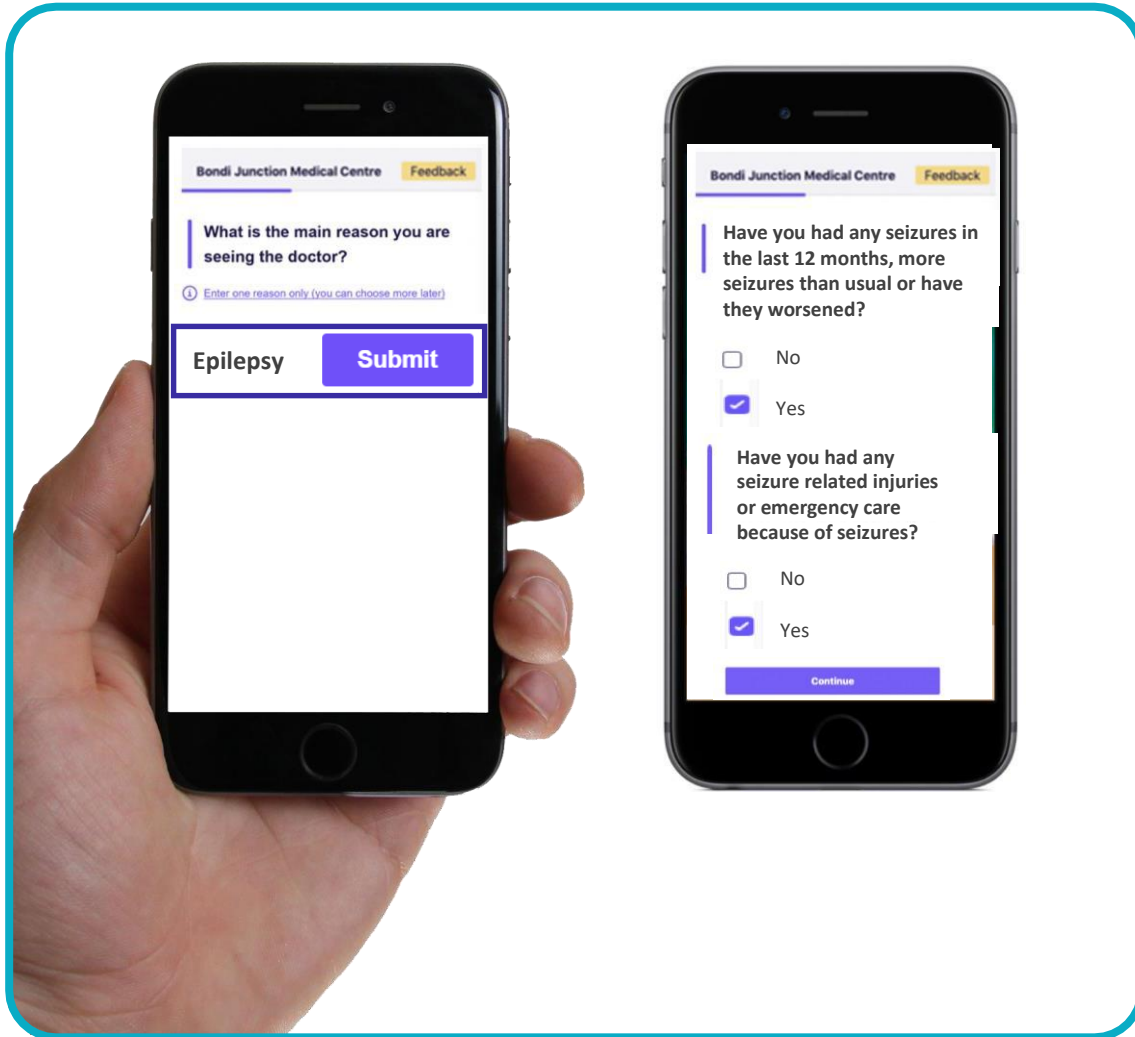 Bondi Junction Medical Centre Feedback
What is the main reason you are
seeing the doctor?
Enter one reason only (you can choose more later)
Epilepsy Submit
Bondi Junction Medical Centre Feedback
Have you had any seizures in
the last 12 months, more
seizures than usual or have
they worsened?
No
Yes
Have you had any
seizure related injuries
or emergency care
because of seizures?
No
Yes
Continue